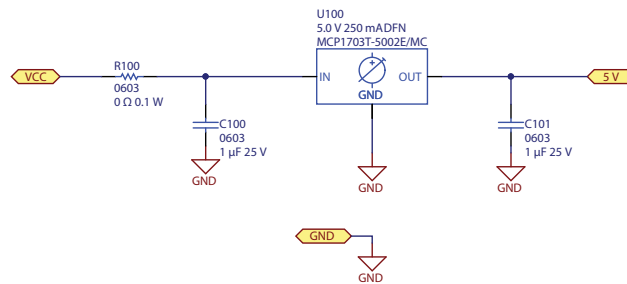 U100
5.0 V 250 mADFN
MCP1703T-5002E/MC
VCC
R100
0603
0 Ω 0.1 W
IN
OUT
GND
5 V
C100
0603
1 µF 25 V
GND
GND
C101
0603
1 µF 25 V
GND
GND
GND